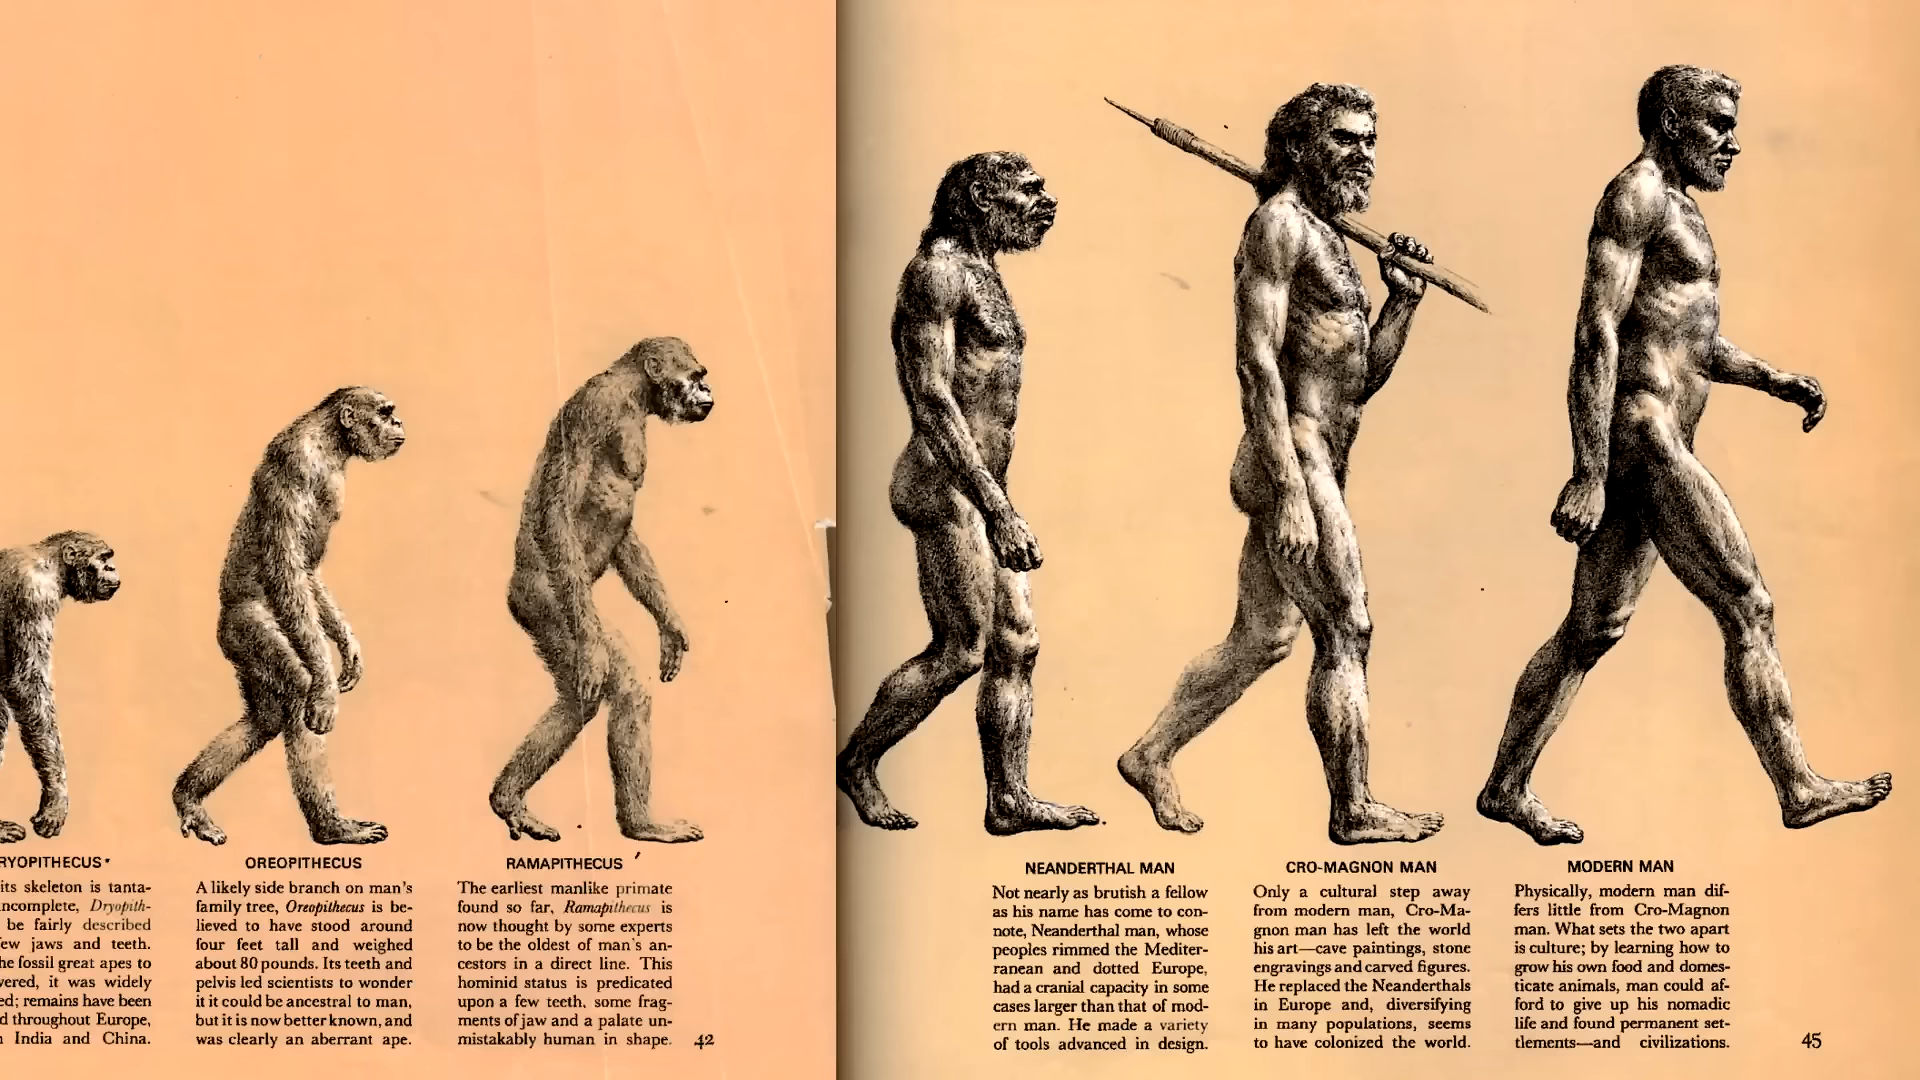 RYOPITHECUS
its skeleton is tanta-
ncomplete, Dryopith-
be fairly described
ew jaws and teeth.
he fossil great apes to
vered, it was widely
ed; remains have been
d throughout Europe,
India and China.
OREOPITHECUS
A likely side branch on man's
family tree, Oreopithecus is be-
lieved to have stood around
four feet tall and weighed
about 80 pounds. Its teeth and
pelvis led scientists to wonder
it it could be ancestral to man,
but it is now better known, and
was clearly an aberrant ape.
RAMAPITHECUS
The earliest manlike primate
found so far, Ramapithecus is
now thought by some experts
to be the oldest of man's an-
cestors in a direct line. This
hominid status is predicated
upon a few teeth, some frag-
ments of jaw and a palate un-
mistakably human in shape.
42
NEANDERTHAL MAN
Not nearly as brutish a fellow
as his name has come to con-
note, Neanderthal man, whose
peoples rimmed the Mediter-
ranean and dotted Europe,
had a cranial capacity in some
cases larger than that of mod-
ern man. He made a variety
of tools advanced in design.
CRO-MAGNON MAN
Only a cultural step away
from modern man, Cro-Ma-
gnon man has left the world
his art—cave paintings, stone
engravings and carved figures.
He replaced the Neanderthals
in Europe and, diversifying
in many populations, seems
to have colonized the world.
MODERN MAN
Physically, modern man dif-
fers little from Cro-Magnon
man. What sets the two apart
is culture; by learning how to
grow his own food and domes-
ticate animals, man could af-
ford to give up his nomadic
life and found permanent set-
tlements—and civilizations.
45